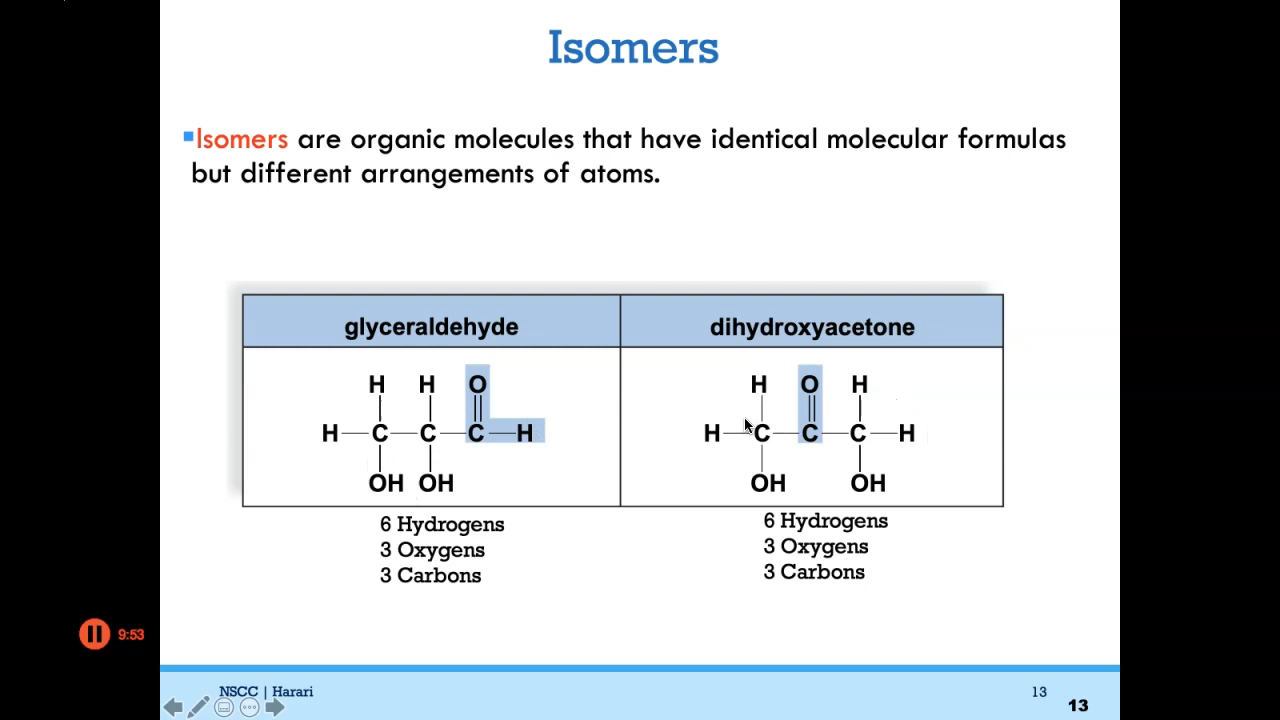 Isomers
Isomers are organic molecules that have identical molecular formulas
but different arrangements of atoms.
glyceraldehyde
H H O
H C C C H
OH OH
6 Hydrogens
3 Oxygens
3 Carbons
dihydroxyacetone
H O H
H C C C H
OH OH
6 Hydrogens
3 Oxygens
3 Carbons
9:53
NSCC | Harari
13
13